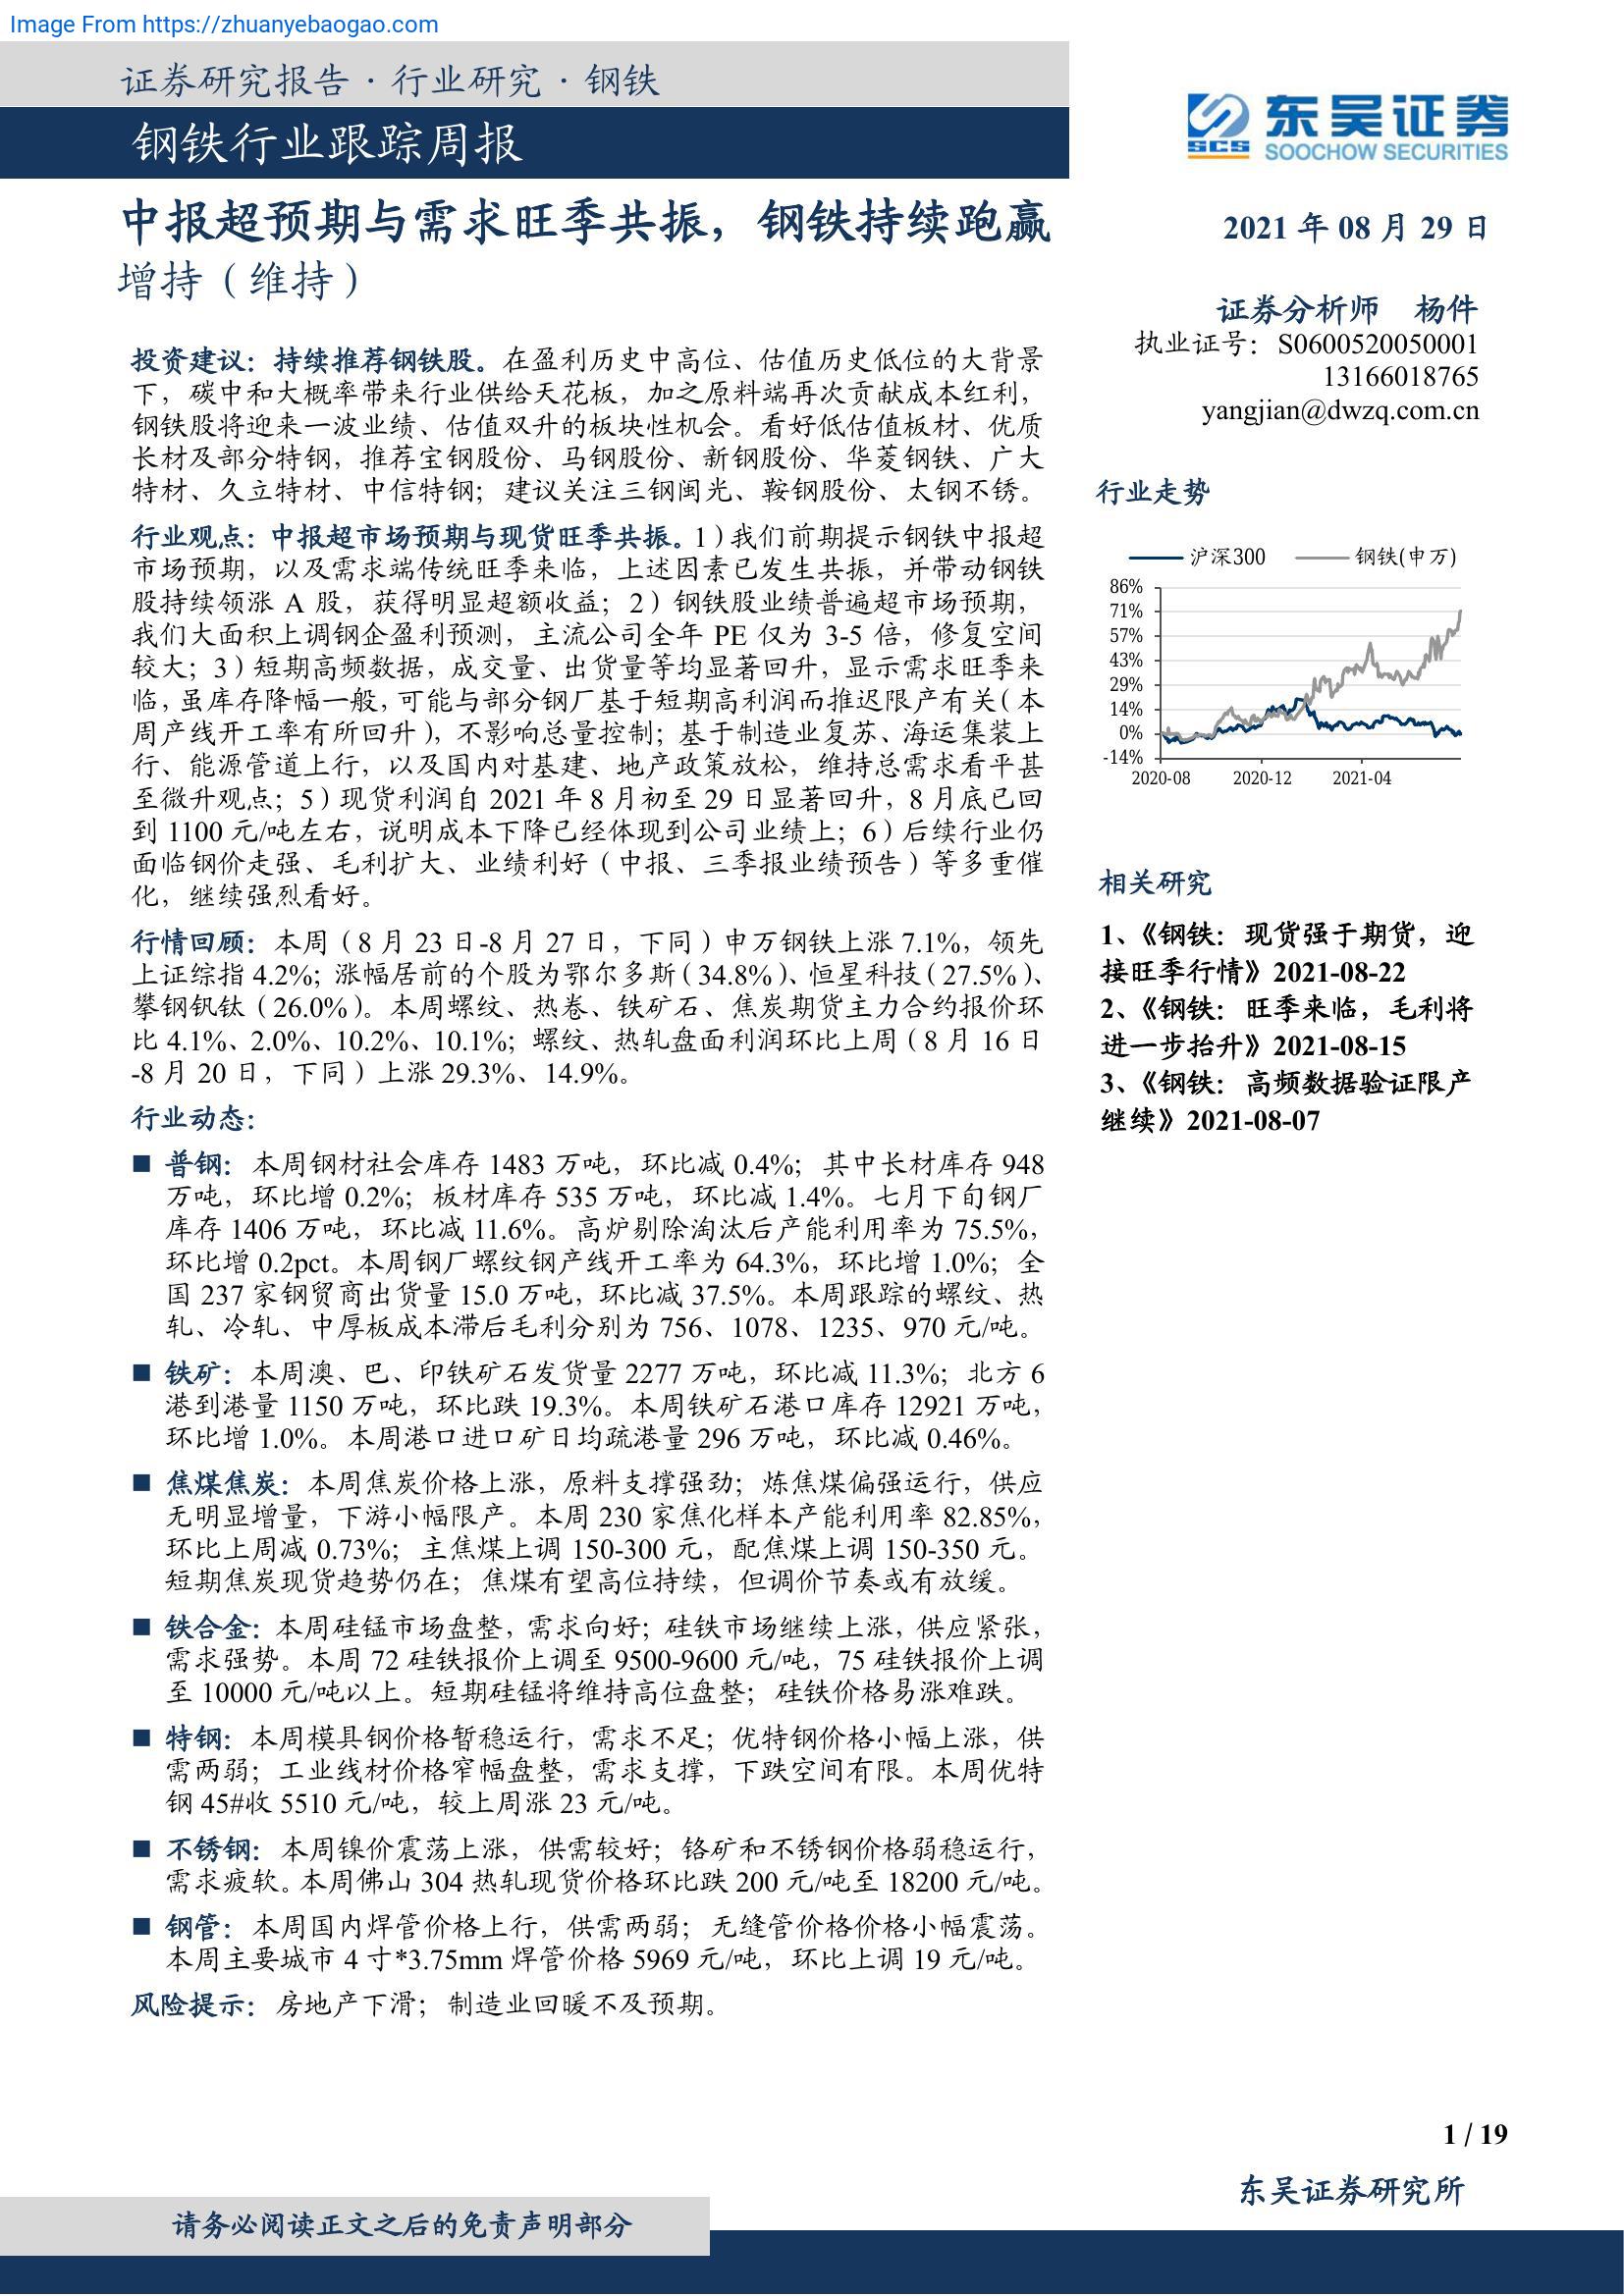 Image From https://zhuanyebaogao.com
证券研究报告·行业研究·钢铁
钢铁行业跟踪周报
中报超预期与需求旺季共振，钢铁持续跑赢
增持（维持）
投资建议：持续推荐钢铁股。在盈利历史中高位、估值历史低位的大背景
下，碳中和大概率带来行业供给天花板，加之原料端再次贡献成本红利，
钢铁股将迎来一波业绩、估值双升的板块性机会。看好低估值板材、优质
长材及部分特钢，推荐宝钢股份、马钢股份、新钢股份、华菱钢铁、广大
特材、久立特材、中信特钢；建议关注三钢闽光、鞍钢股份、太钢不锈。
行业观点：中报超市场预期与现货旺季共振。1）我们前期提示钢铁中报超
市场预期，以及需求端传统旺季来临，上述因素已发生共振，并带动钢铁
股持续领涨 A 股，获得明显超额收益；2）钢铁股业绩普遍超市场预期，
我们大面积上调钢企盈利预测，主流公司全年 PE 仅为 3-5 倍，修复空间
较大；3）短期高频数据，成交量、出货量等均显著回升，显示需求旺季来
临，虽库存降幅一般，可能与部分钢厂基于短期高利润而推迟限产有关（本
周产线开工率有所回升），不影响总量控制；基于制造业复苏、海运集装上
行、能源管道上行，以及国内对基建、地产政策放松，维持总需求看平甚
至微升观点；5）现货利润自 2021 年 8 月初至 29 日显著回升，8 月底已回
到 1100 元/吨左右，说明成本下降已经体现到公司业绩上；6）后续行业仍
面临钢价走强、毛利扩大、业绩利好（中报、三季报业绩预告）等多重催
化，继续强烈看好。
行情回顾：本周（8 月 23 日-8 月 27 日，下同）申万钢铁上涨 7.1%，领先
上证综指 4.2%；涨幅居前的个股为鄂尔多斯（34.8%）、恒星科技（27.5%）、
攀钢钒钛（26.0%）。本周螺纹、热卷、铁矿石、焦炭期货主力合约报价环
比 4.1%、2.0%、10.2%、10.1%；螺纹、热轧盘面利润环比上周（8 月 16 日
-8 月 20 日，下同）上涨 29.3%、14.9%。
行业动态：
■ 普钢：本周钢材社会库存 1483 万吨，环比减 0.4%；其中长材库存 948
万吨，环比增 0.2%；板材库存 535 万吨，环比减 1.4%。七月下旬钢厂
库存 1406 万吨，环比减 11.6%。高炉剔除淘汰后产能利用率为 75.5%，
环比增 0.2pct。本周钢厂螺纹钢产线开工率为 64.3%，环比增 1.0%；全
国 237 家钢贸商出货量 15.0 万吨，环比减 37.5%。本周跟踪的螺纹、热
轧、冷轧、中厚板成本滞后毛利分别为 756、1078、1235、970 元/吨。
■ 铁矿：本周澳、巴、印铁矿石发货量 2277 万吨，环比减 11.3%；北方 6
港到港量 1150 万吨，环比跌 19.3%。本周铁矿石港口库存 12921 万吨，
环比增 1.0%。本周港口进口矿日均疏港量 296 万吨，环比减 0.46%。
■ 焦煤焦炭：本周焦炭价格上涨，原料支撑强劲；炼焦煤偏强运行，供应
无明显增量，下游小幅限产。本周 230 家焦化样本产能利用率 82.85%，
环比上周减 0.73%；主焦煤上调 150-300 元，配焦煤上调 150-350 元。
短期焦炭现货趋势仍在；焦煤有望高位持续，但调价节奏或有放缓。
■ 铁合金：本周硅锰市场盘整，需求向好；硅铁市场继续上涨，供应紧张，
需求强势。本周 72 硅铁报价上调至 9500-9600 元/吨，75 硅铁报价上调
至 10000 元/吨以上。短期硅锰将维持高位盘整；硅铁价格易涨难跌。
■ 特钢：本周模具钢价格暂稳运行，需求不足；优特钢价格小幅上涨，供
需两弱；工业线材价格窄幅盘整，需求支撑，下跌空间有限。本周优特
钢 45#收 5510 元/吨，较上周涨 23 元/吨。
■ 不锈钢：本周镍价震荡上涨，供需较好；铬矿和不锈钢价格弱稳运行，
需求疲软。本周佛山 304 热轧现货价格环比跌 200 元/吨至 18200 元/吨。
■ 钢管：本周国内焊管价格上行，供需两弱；无缝管价格价格小幅震荡。
本周主要城市 4 寸*3.75mm 焊管价格 5969 元/吨，环比上调 19 元/吨。
风险提示：房地产下滑；制造业回暖不及预期。
SCS 东吴证券
SOOCHOW SECURITIES
2021 年 08 月 29 日
证券分析师 杨件
执业证号：S0600520050001
13166018765
yangjian@dwzq.com.cn
行业走势
沪深300 钢铁(申万)
86%
71%
57%
43%
29%
14%
0%
-14%
2020-08 2020-12 2021-04
相关研究
1、《钢铁：现货强于期货，迎
接旺季行情》2021-08-22
2、《钢铁：旺季来临，毛利将
进一步抬升》2021-08-15
3、《钢铁：高频数据验证限产
继续》2021-08-07
1 / 19
东吴证券研究所
请务必阅读正文之后的免责声明部分